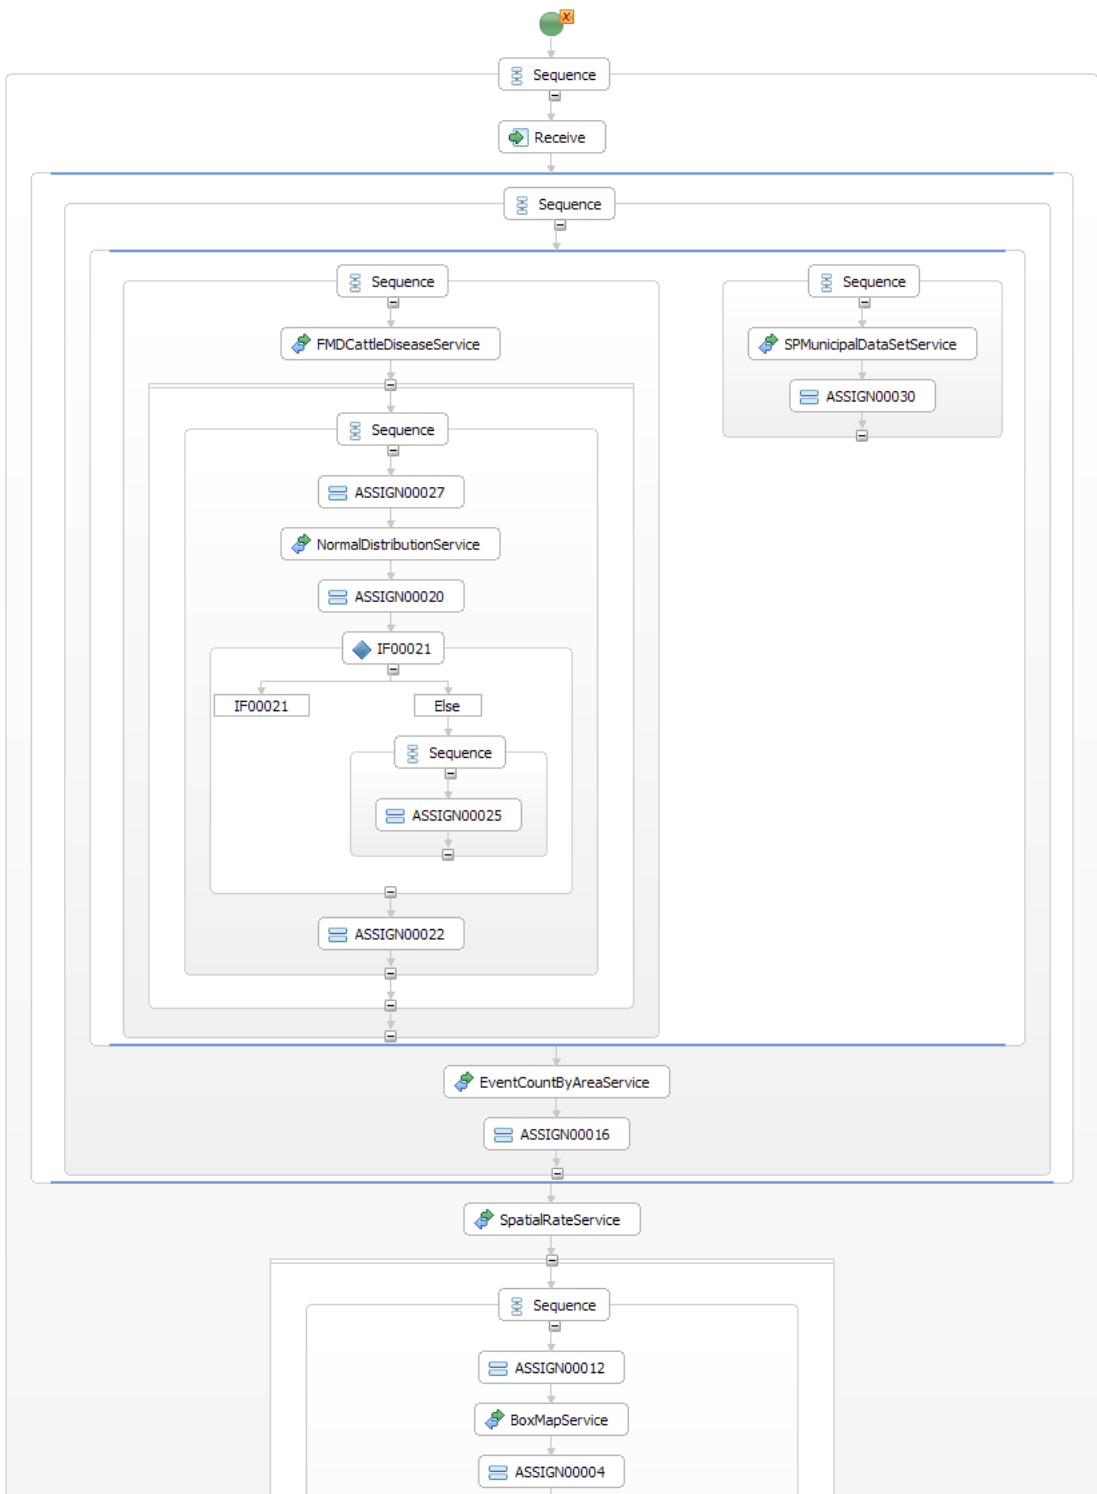 Sequence
Receive
Sequence
Sequence
FMDCattleDiseaseService
Sequence
ASSIGN00027
NormalDistributionService
ASSIGN00020
IF00021
IF00021
Else
Sequence
ASSIGN00025
ASSIGN00022
Sequence
SPMunicipalDataSetService
ASSIGN00030
EventCountByAreaService
ASSIGN00016
SpatialRateService
Sequence
ASSIGN00012
BoxMapService
ASSIGN00004